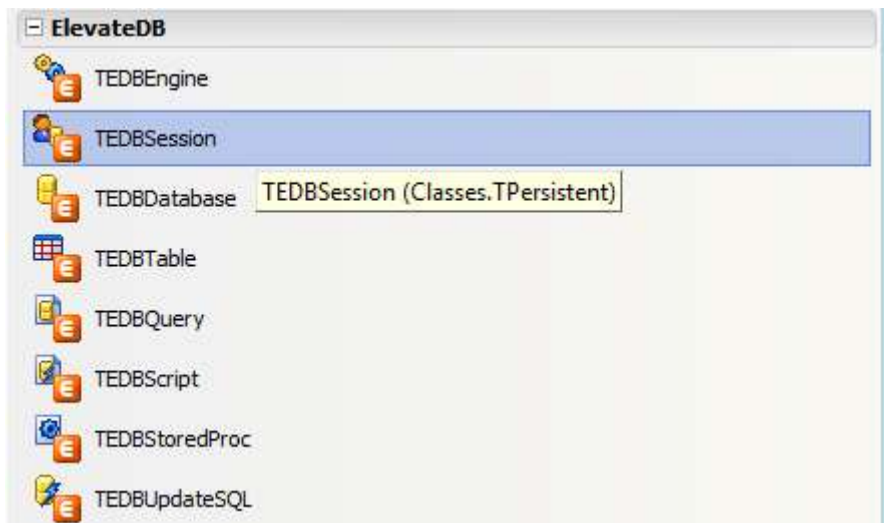 ElevateDB
TEDBEngine
TEDBSession
TEDBDatabase
TEDBSession (Classes.TPersistent)
TEDBTable
TEDBQuery
TEDBScript
TEDBStoredProc
TEDBUpdateSQL